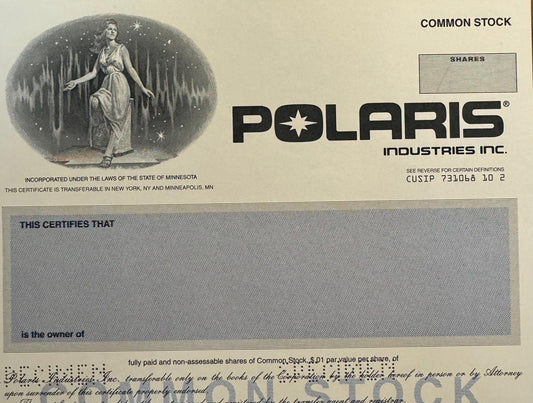 COMMON STOCK
SHARES
POLARIS®
INDUSTRIES INC.
INCORPORATED UNDER THE LAWS OF THE STATE OF MINNESOTA
THIS CERTIFICATE IS TRANSFERABLE IN NEW YORK, NY AND MINNEAPOLIS, MN
SEE REVERSE FOR CERTAIN DEFINITIONS
CUSIP 731068 10 2
THIS CERTIFIES THAT
is the owner of
fully paid and non-assessable shares of Common Stock, $.01 par value per share, of
SPECIMEN
Polaris Industries Inc. transferable only on the books of the Corporation by the holder hereof in person or by Attorney
upon surrender of this certificate properly endorsed.
COMMON STOCK